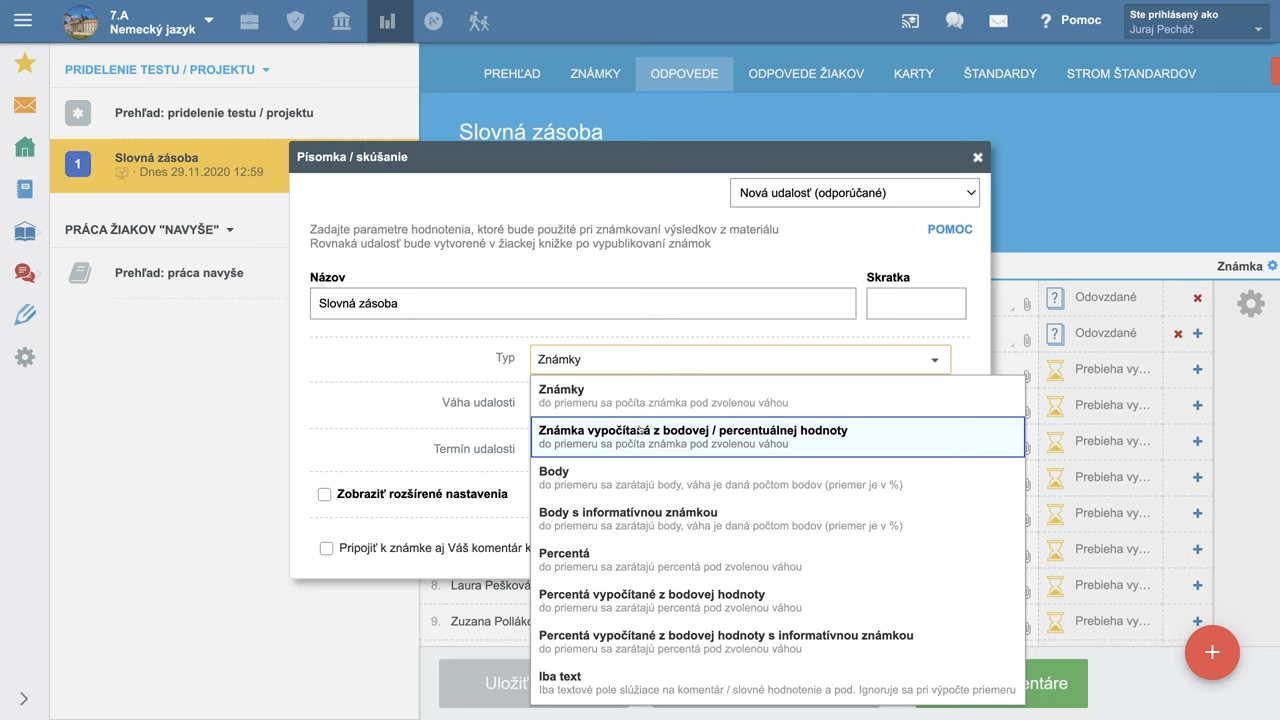 7.A
Nemecký jazyk
Pomoc
Ste prihlásený ako
Juraj Pecháč
PRIDELENIE TESTU / PROJEKTU
Prehľad: pridelenie testu / projektu
1
Slovná zásoba
· Dnes 29.11.2020 12:59
PRÁCA ŽIAKOV "NAVYŠE"
Prehľad: práca navyše
PREHĽAD
ZNÁMKY
ODPOVEDE
ODPOVEDE ŽIAKOV
KARTY
ŠTANDARDY
STROM ŠTANDARDOV
Slovná zásoba
Písomka / skúšanie
Nová udalosť (odporúčané)
Zadajte parametre hodnotenia, ktoré bude použité pri známkovaní výsledkov z materiálu
Rovnaká udalosť bude vytvorené v žiackej knižke po vypublikovaní známok
POMOC
Názov
Skratka
Slovná zásoba
Typ
Známky
Váha udalosti
Termín udalosti
Zobraziť rozšírené nastavenia
Pripojiť k známke aj Váš komentár k
Známky
do priemeru sa počíta známka pod zvolenou váhou
Známka vypočítaná z bodovej / percentuálnej hodnoty
do priemeru sa počíta známka pod zvolenou váhou
Body
do priemeru sa zarátajú body, váha je daná počtom bodov (priemer je v %)
Body s informatívnou známkou
do priemeru sa zarátajú body, váha je daná počtom bodov (priemer je v %)
Percentá
do priemeru sa zarátajú percentá pod zvolenou váhou
Percentá vypočítané z bodovej hodnoty
do priemeru sa zarátajú percentá pod zvolenou váhou
Percentá vypočítané z bodovej hodnoty s informatívnou známkou
do priemeru sa zarátajú percentá pod zvolenou váhou
Iba text
Iba textové pole slúžiace na komentár / slovné hodnotenie a pod. Ignoruje sa pri výpočte priemeru
Známka
Odovzdané
Odovzdané
Prebieha vy...
Prebieha vy...
Prebieha vy...
Prebieha vy...
Prebieha vy...
Prebieha vy...
Prebieha vy...
Prebieha vy...
8. Laura Pešková
9. Zuzana Pollák
Uložiť
entáre